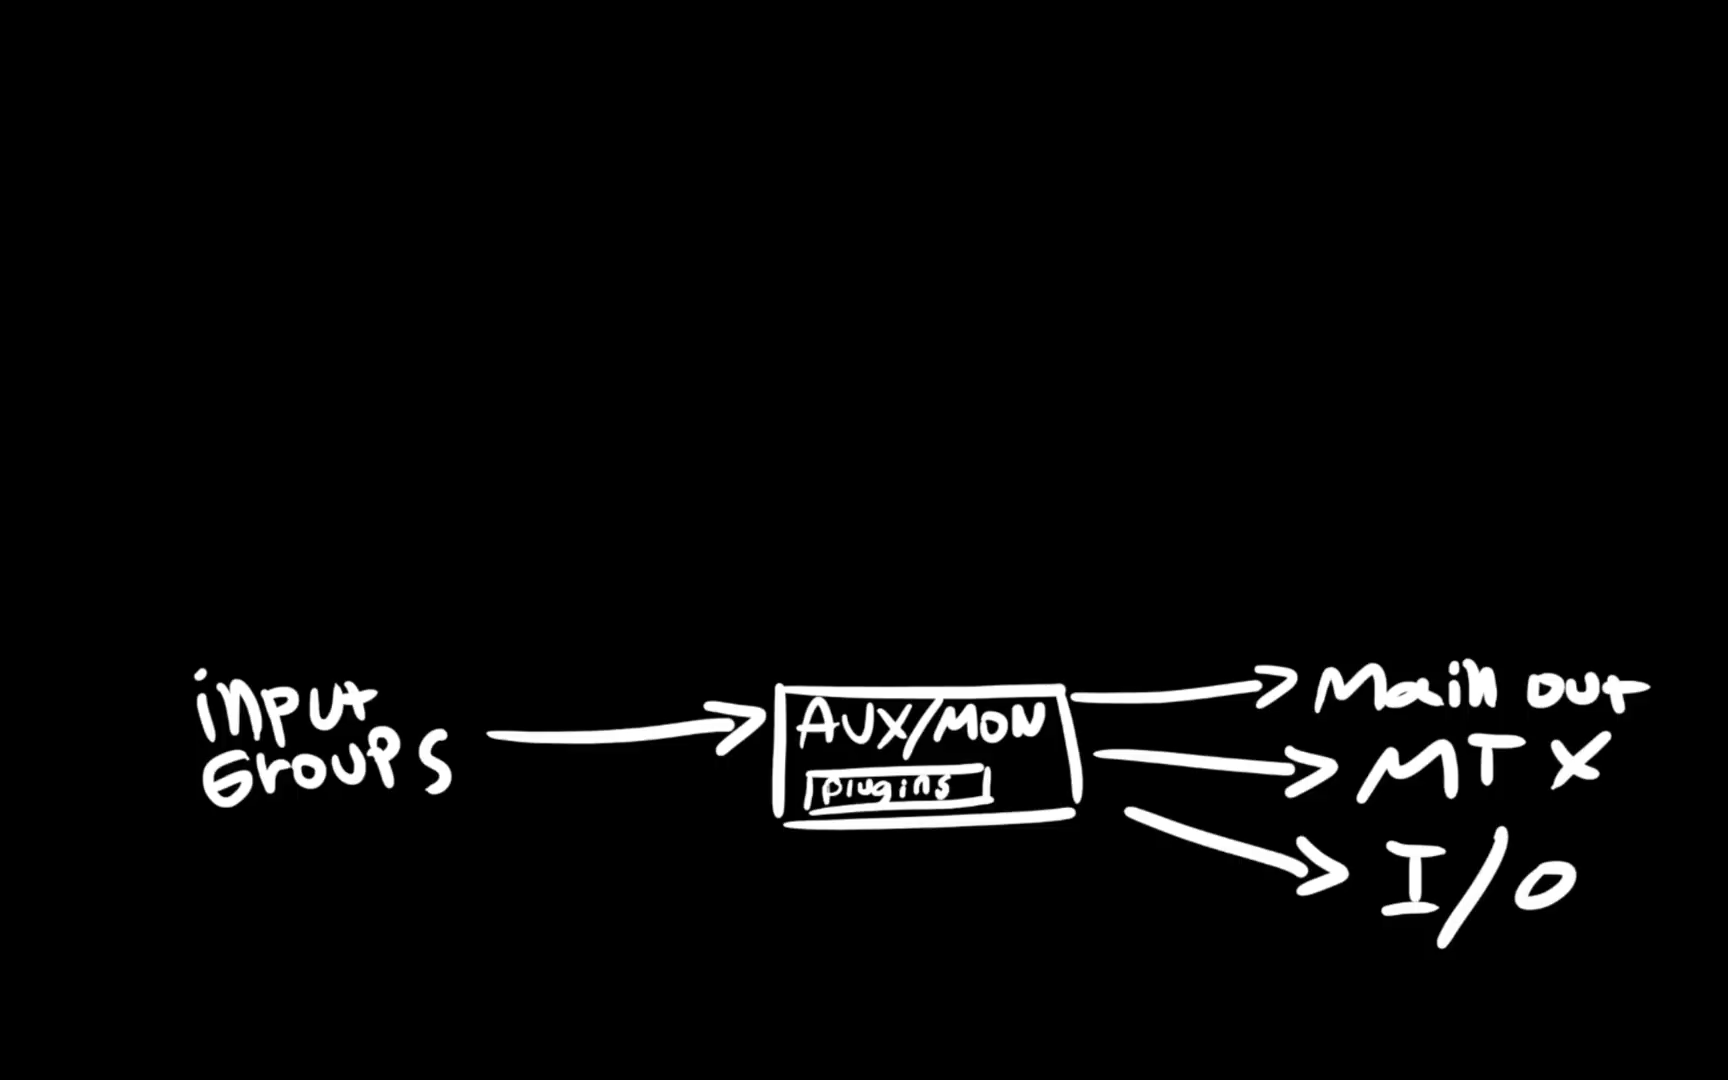 input
Groups
AUX/MON
Plugins
Main out
MTX
I/O